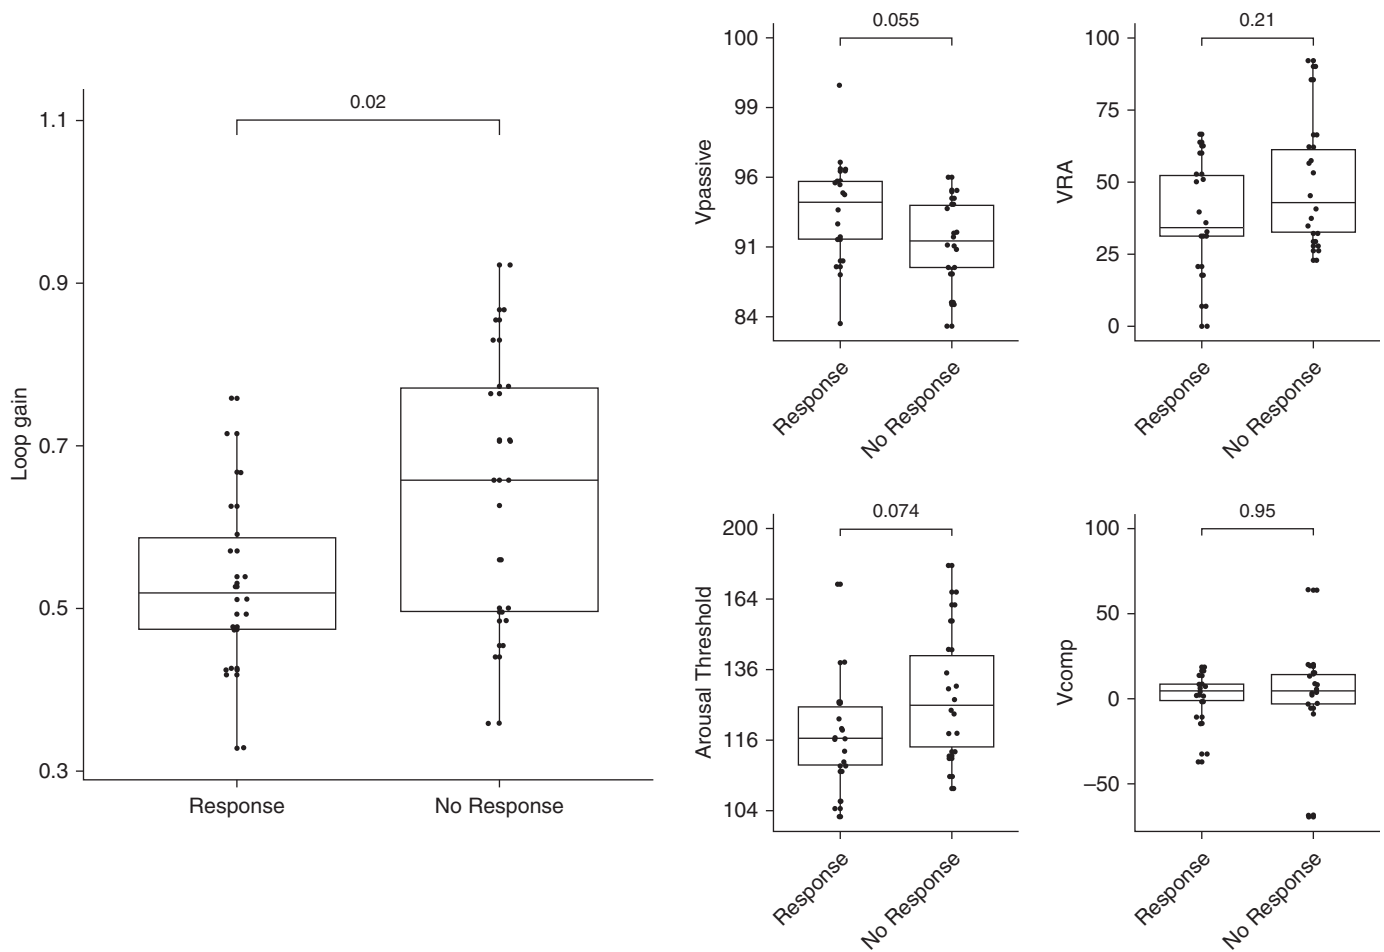 0.02
1.1
0.9
0.7
0.5
0.3
Loop gain
Response
No Response
0.055
100
99
96
91
84
Vpassive
Response
No Response
0.21
100
75
50
25
0
VRA
Response
No Response
0.074
200
164
136
116
104
Arousal Threshold
Response
No Response
0.95
100
50
0
–50
Vcomp
Response
No Response